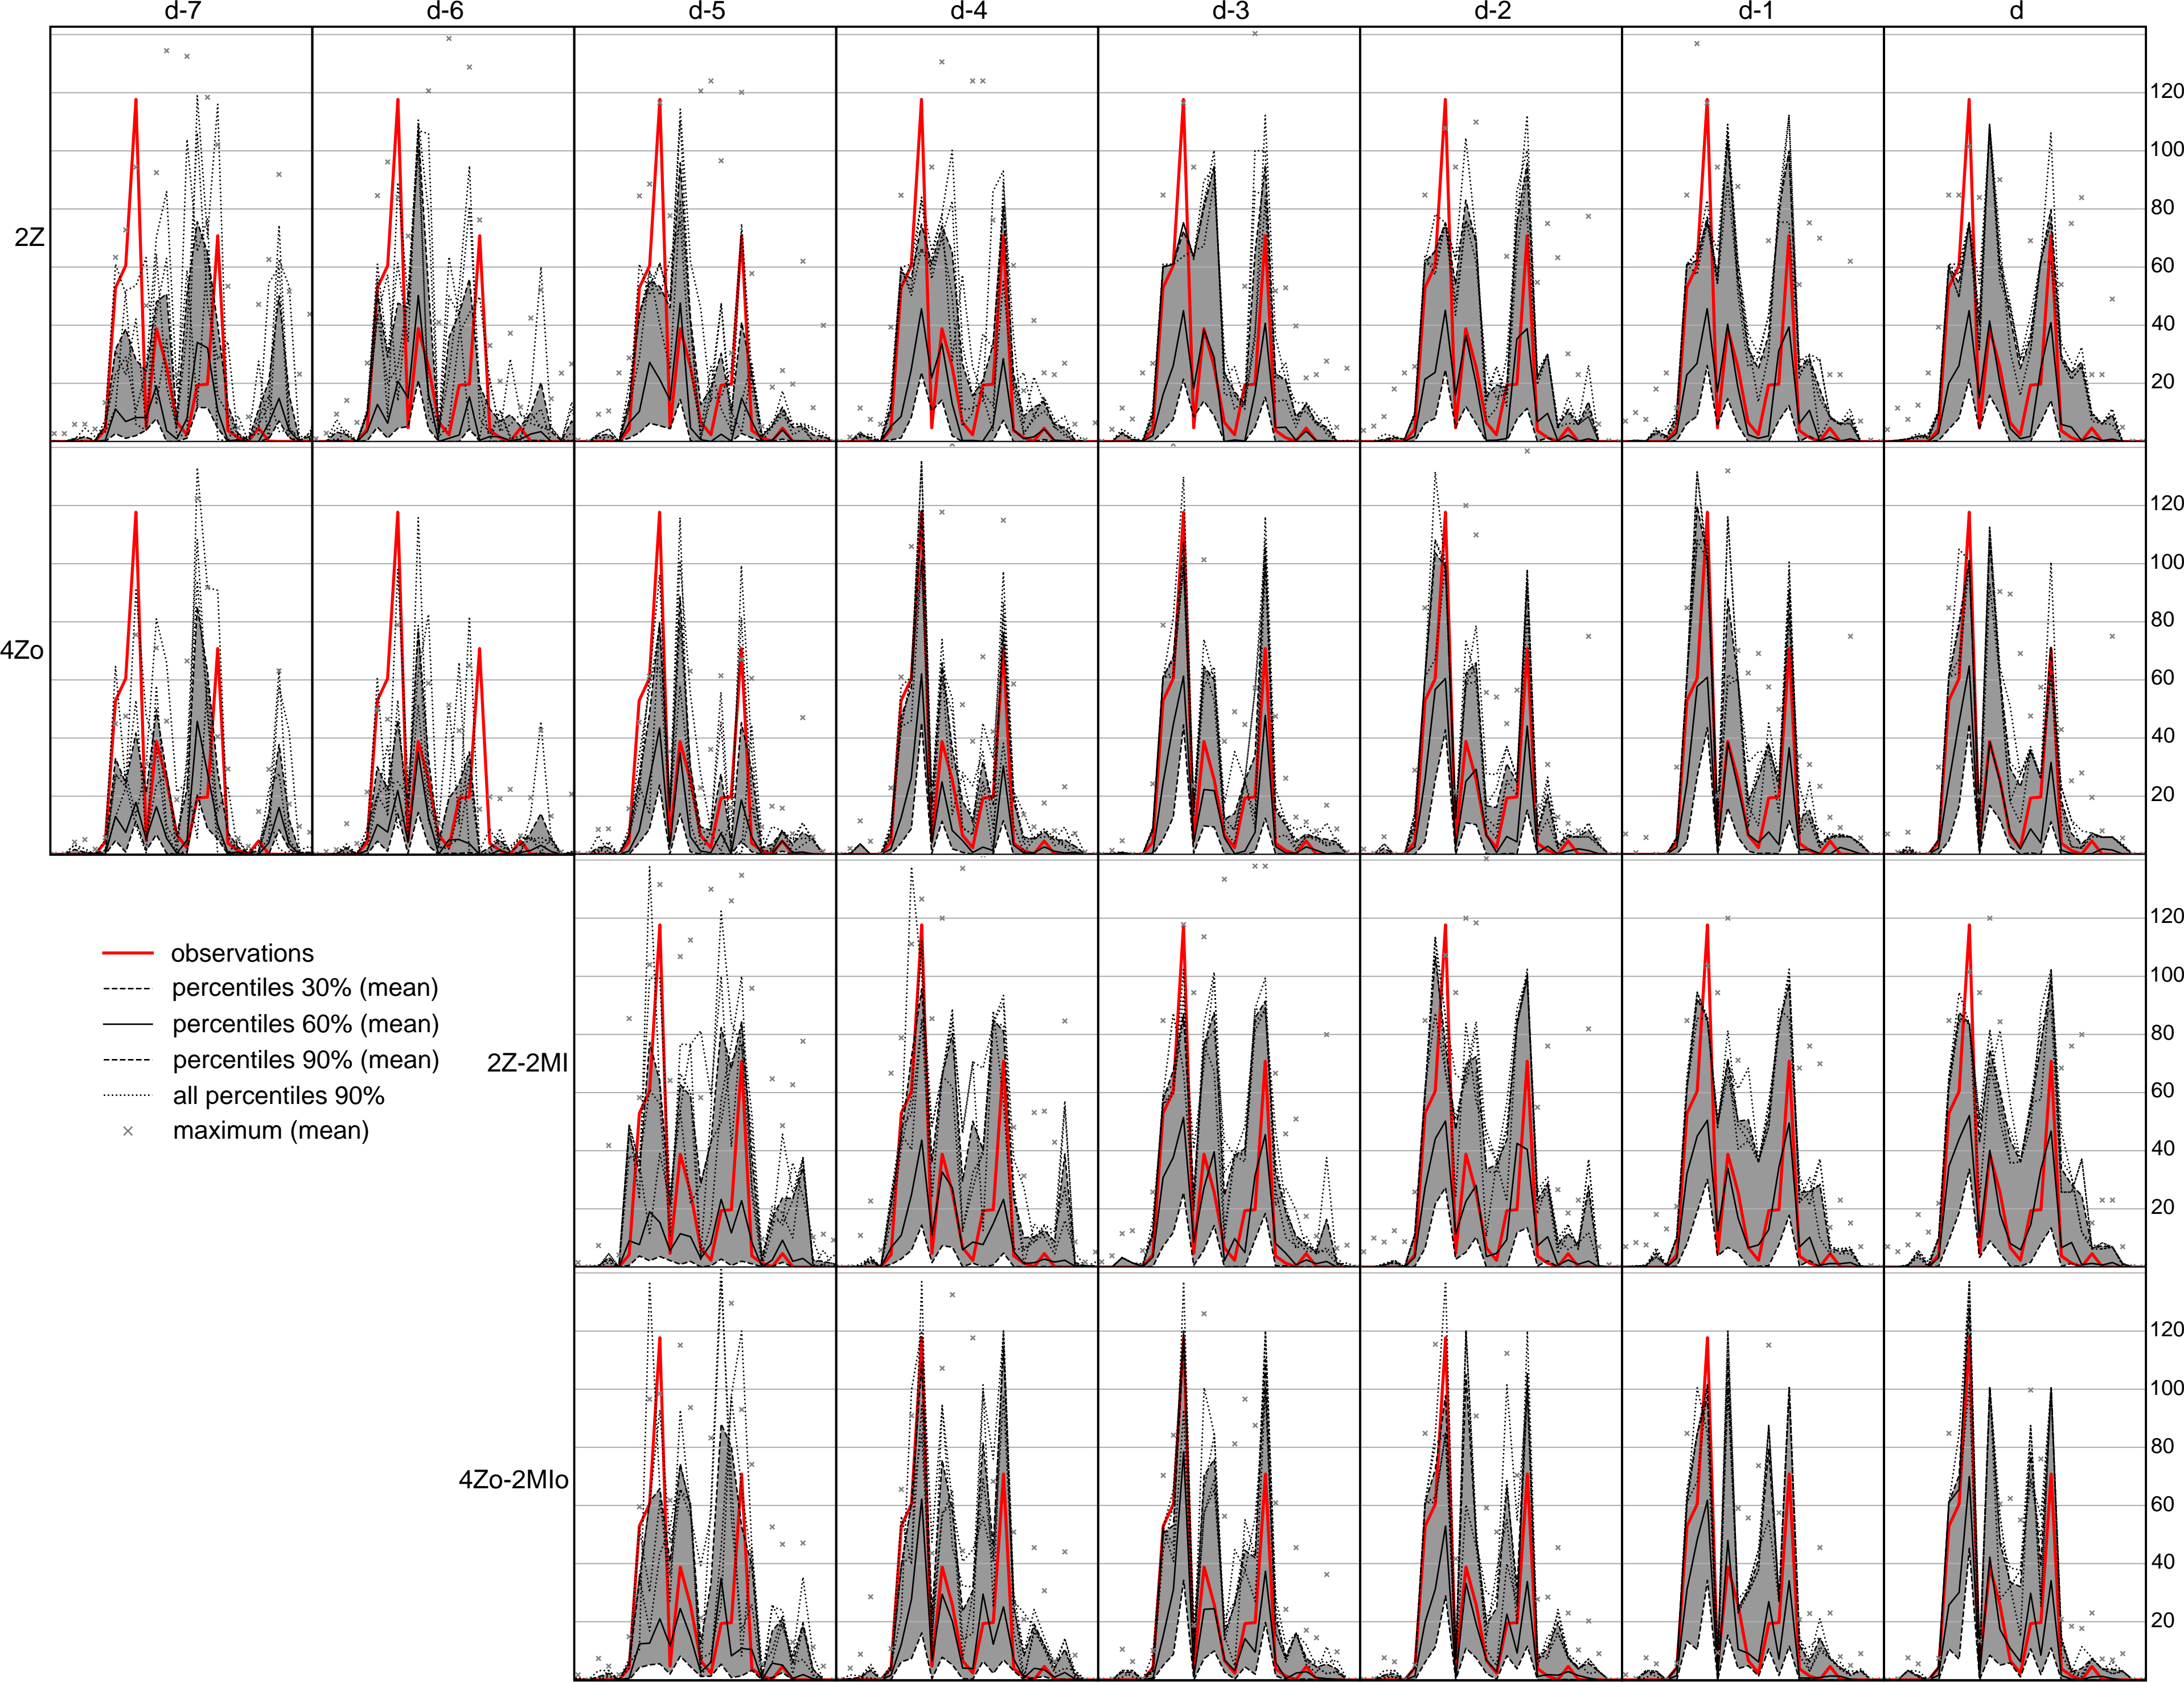 d-7 d-6 d-5 d-4 d-3 d-2 d-1 d
120
100
80
2Z
60
40
20
120
100
80
4Zo
60
40
20
120
observations
100
percentiles 30% (mean)
percentiles 60% (mean)
80
percentiles 90% (mean)
2Z-2MI
60
all percentiles 90%
maximum (mean)
40
20
120
100
80
4Zo-2MIo
60
40
20